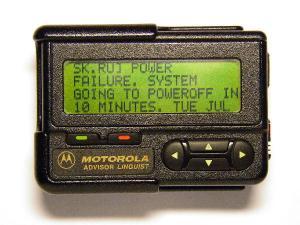 SK.RUJ POWER
FAILURE. SYSTEM
GOING TO POWEROFF IN
10 MINUTES. TUE JUL
MOTOROLA
ADVISOR LINGUIST